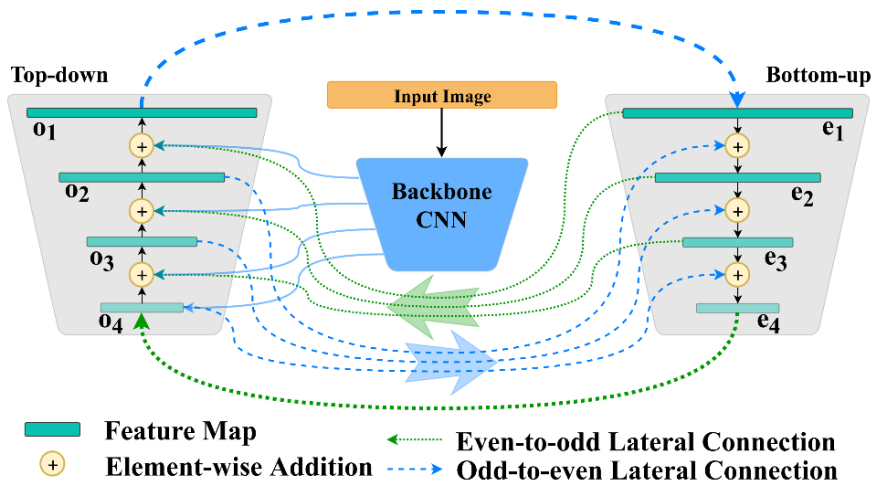 Top-down
Bottom-up
Input Image
o1
e1
+
+
Backbone
CNN
o2
e2
+
+
o3
e3
+
+
o4
e4
Feature Map
Even-to-odd Lateral Connection
+
Element-wise Addition
Odd-to-even Lateral Connection